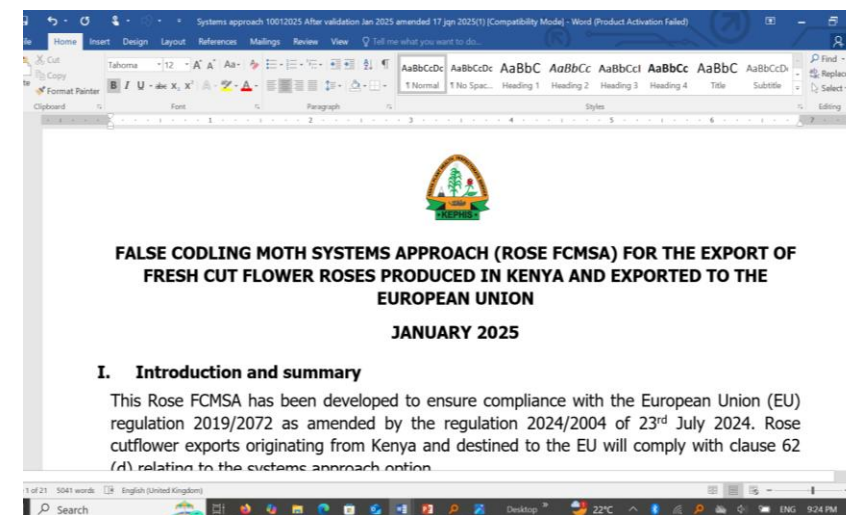 Systems approach 10012025 After validation Jan 2025 amended 17 jqn 2025(1) [Compatibility Mode] - Word (Product Activation Failed)
Home Insert Design Layout References Mailings Review View Tell me what you want to do...
Cut
Copy
Format Painter
Clipboard
Tahoma 12
Font
Paragraph
AaBbCcDc AaBbCcDc AaBbC AaBbCc AaBbCcI AaBbCc AaBbC AaBbCcD
¶ Normal ¶ No Spac... Heading 1 Heading 2 Heading 3 Heading 4 Title Subtitle
Styles
Find
Replac
Select
Editing
KEPHIS
FALSE CODLING MOTH SYSTEMS APPROACH (ROSE FCMSA) FOR THE EXPORT OF
FRESH CUT FLOWER ROSES PRODUCED IN KENYA AND EXPORTED TO THE
EUROPEAN UNION
JANUARY 2025
I. Introduction and summary
This Rose FCMSA has been developed to ensure compliance with the European Union (EU)
regulation 2019/2072 as amended by the regulation 2024/2004 of 23rd July 2024. Rose
cutflower exports originating from Kenya and destined to the EU will comply with clause 62
(d) relating to the systems approach option
1 of 21 5041 words English (United Kingdom)
Search Desktop 22°C ENG 9:24 PM